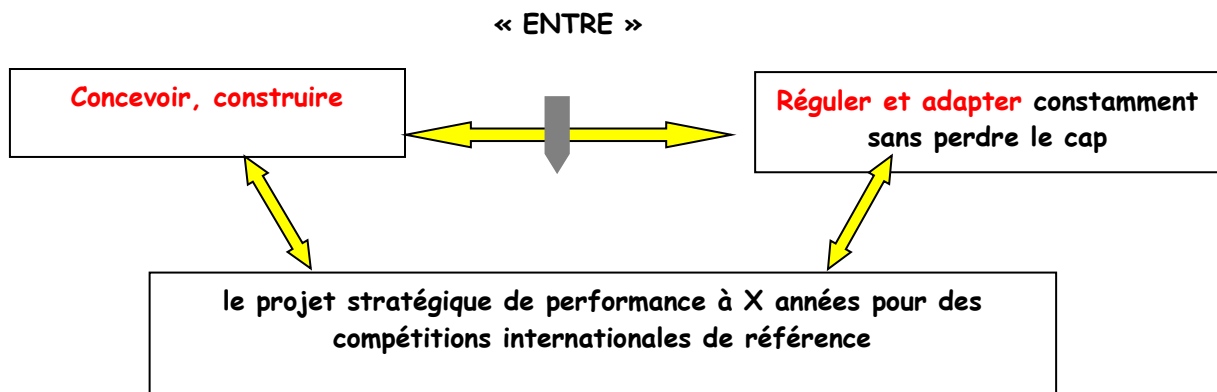 « ENTRE »
Concevoir, construire
Réguler et adapter constamment
sans perdre le cap
le projet stratégique de performance à X années pour des
compétitions internationales de référence